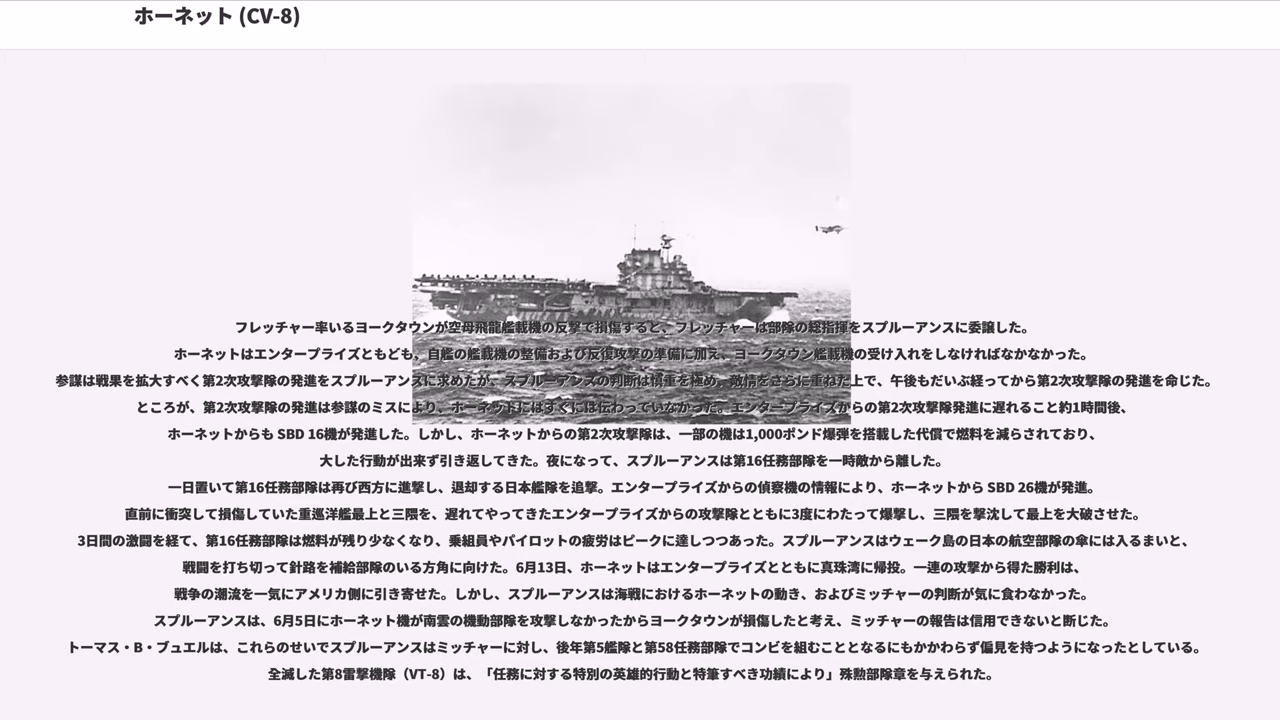 ホーネット (CV-8)
フレッチャー率いるヨークタウンが空母飛龍艦載機の反撃で損傷すると、フレッチャーは部隊の総指揮をスプルーアンスに委譲した。
ホーネットはエンタープライズともども、自艦の艦載機の整備および反復攻撃の準備に加え、ヨークタウン艦載機の受け入れをしなければなかなかった。
参謀は戦果を拡大すべく第2次攻撃隊の発進をスプルーアンスに求めたが、スプルーアンスの判断は慎重を極め、敵情をさらに重ねた上で、午後もだいぶ経ってから第2次攻撃隊の発進を命じた。
ところが、第2次攻撃隊の発進は参謀のミスにより、ホーネットにはすぐには伝わっていなかった。エンタープライズからの第2次攻撃隊発進に遅れること約1時間後、
ホーネットからも SBD 16機が発進した。しかし、ホーネットからの第2次攻撃隊は、一部の機は1,000ポンド爆弾を搭載した代償で燃料を減らされており、
大した行動が出来ず引き返してきた。夜になって、スプルーアンスは第16任務部隊を一時敵から離した。
一日置いて第16任務部隊は再び西方に進撃し、退却する日本艦隊を追撃。エンタープライズからの偵察機の情報により、ホーネットから SBD 26機が発進。
直前に衝突して損傷していた重巡洋艦最上と三隈を、遅れてやってきたエンタープライズからの攻撃隊とともに3度にわたって爆撃し、三隈を撃沈して最上を大破させた。
3日間の激闘を経て、第16任務部隊は燃料が残り少なくなり、乗組員やパイロットの疲労はピークに達しつつあった。スプルーアンスはウェーク島の日本の航空部隊の傘には入るまいと、
戦闘を打ち切って針路を補給部隊のいる方角に向けた。6月13日、ホーネットはエンタープライズとともに真珠湾に帰投。一連の攻撃から得た勝利は、
戦争の潮流を一気にアメリカ側に引き寄せた。しかし、スプルーアンスは海戦におけるホーネットの動き、およびミッチャーの判断が気に食わなかった。
スプルーアンスは、6月5日にホーネット機が南雲の機動部隊を攻撃しなかったからヨークタウンが損傷したと考え、ミッチャーの報告は信用できないと断じた。
トーマス・B・ブュエルは、これらのせいでスプルーアンスはミッチャーに対し、後年第5艦隊と第58任務部隊でコンビを組むこととなるにもかかわらず偏見を持つようになったとしている。
全滅した第8雷撃機隊（VT-8）は、「任務に対する特別の英雄的行動と特筆すべき功績により」殊勲部隊章を与えられた。